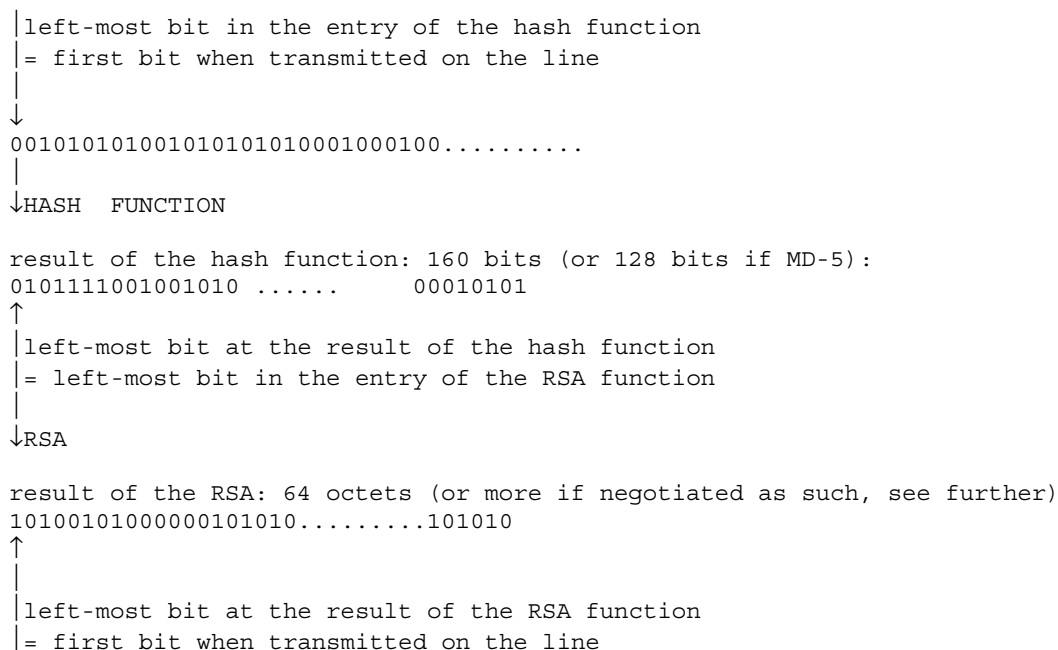 |left-most bit in the entry of the hash function
|= first bit when transmitted on the line
|
↓
0010101010010101010101000100010​0..........
|
↓HASH  FUNCTION
result of the hash function: 160 bits (or 128 bits if MD-5):
0101111001001010 ......     00010101
↑
|left-most bit at the result of the hash function
|= left-most bit in the entry of the RSA function
|
↓RSA
result of the RSA: 64 octets (or more if negotiated as such, see further)
10100101000000101010.........101010
↑
|
|left-most bit at the result of the RSA function
|= first bit when transmitted on the line